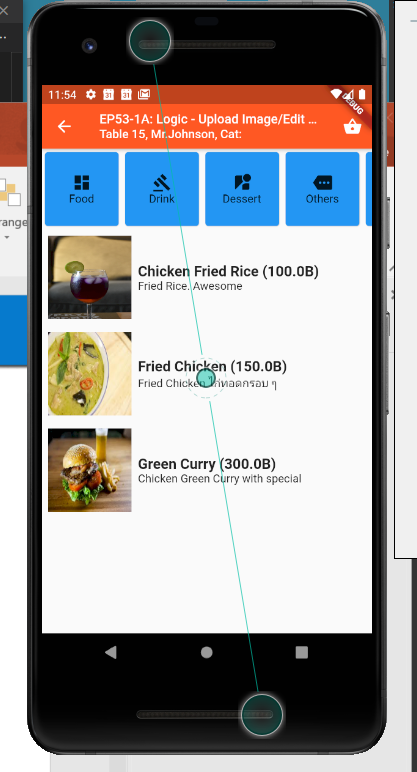 11:54
31
31
DEBUG
EP53-1A: Logic - Upload Image/Edit ...
Table 15, Mr.Johnson, Cat:
Food
Drink
Dessert
Others
Chicken Fried Rice (100.0B)
Fried Rice. Awesome
Fried Chicken (150.0B)
Fried Chicken ไก่ทอดกรอบ ๆ
Green Curry (300.0B)
Chicken Green Curry with special
range